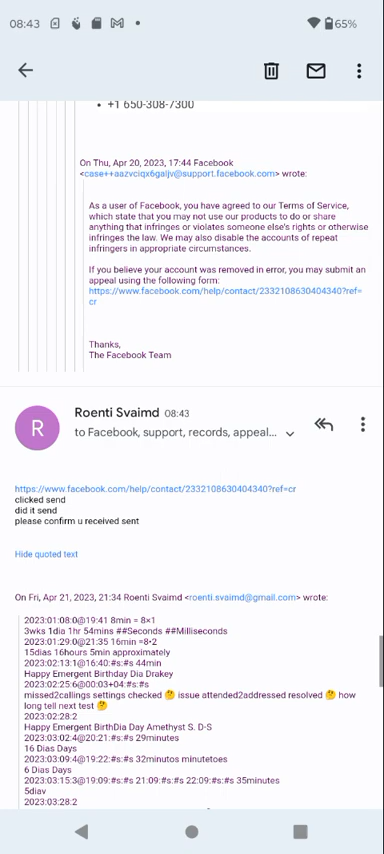 08:43
65%
• +1 650-308-7300
On Thu, Apr 20, 2023, 17:44 Facebook
<case++aazvciqx6galjv@support.facebook.com> wrote:
As a user of Facebook, you have agreed to our Terms of Service,
which state that you may not use our products to do or share
anything that infringes or violates someone else's rights or otherwise
infringes the law. We may also disable the accounts of repeat
infringers in appropriate circumstances.
If you believe your account was removed in error, you may submit an
appeal using the following form:
https://www.facebook.com/help/contact/2332108630404340?ref=
cr
Thanks,
The Facebook Team
R
Roenti Svaimd 08:43
to Facebook, support, records, appeal...
https://www.facebook.com/help/contact/2332108630404340?ref=cr
clicked send
did it send
please confirm u received sent
Hide quoted text
On Fri, Apr 21, 2023, 21:34 Roenti Svaimd <roenti.svaimd@gmail.com> wrote:
2023:01:08:0@19:41 8min = 8×1
3wks 1dia 1hr 54mins ##Seconds ##Milliseconds
2023:01:29:0@21:35 16min =8•2
15dias 16hours 5min approximately
2023:02:13:1@16:40:#s:#s 44min
Happy Emergent Birthday Dia Drakey
2023:02:25:6@00:03+04:#s:#s
missed2callings settings checked 🤔 issue attended2addressed resolved 🤔 how
long tell next test 🤔
2023:02:28:2
Happy Emergent BirthDia Day Amethyst S. D-S
2023:03:02:4@20:21:#s:#s 29minutes
16 Dias Days
2023:03:09:4@19:22:#s:#s 32minutos minutetoes
6 Dias Days
2023:03:15:3@19:09:#s:#s 21:09:#s:#s 22:09:#s:#s 35minutes
5diav
2023:03:28:2